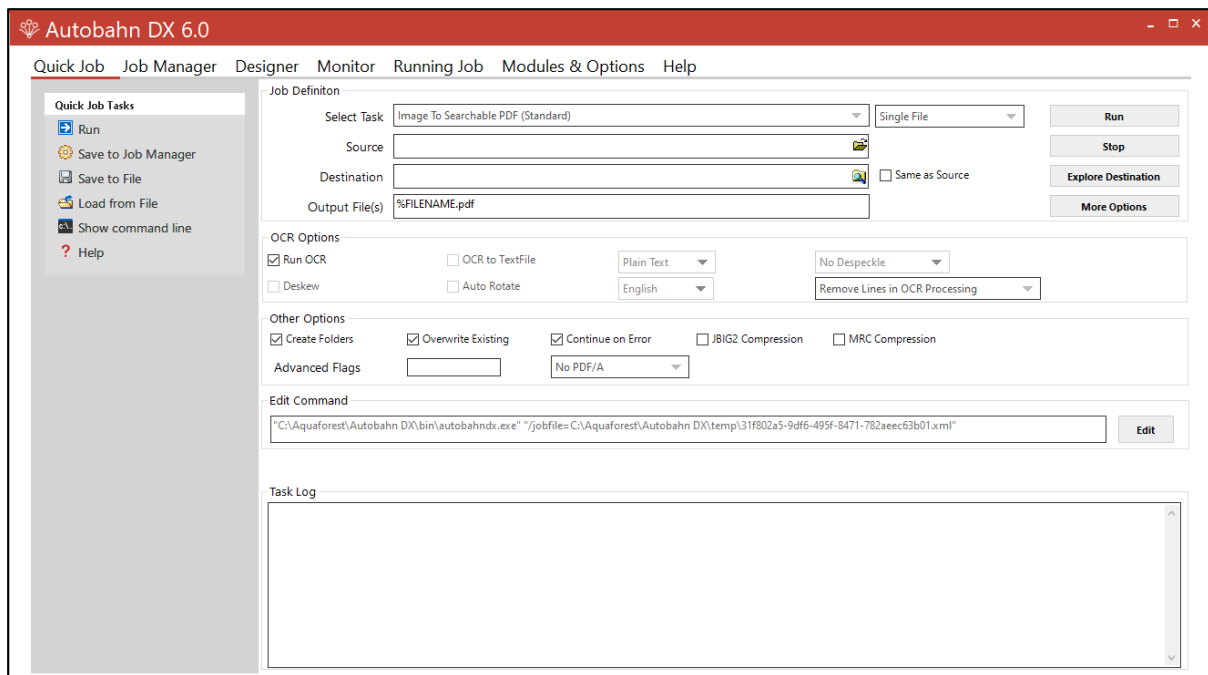 Autobahn DX 6.0
Quick Job Job Manager Designer Monitor Running Job Modules & Options Help
Quick Job Tasks
Run
Save to Job Manager
Save to File
Load from File
Show command line
Help
Job Definiton
Select Task Image To Searchable PDF (Standard) Single File Run
Source Stop
Destination Same as Source Explore Destination
Output File(s) %FILENAME.pdf More Options
OCR Options
Run OCR OCR to TextFile Plain Text No Despeckle
Deskew Auto Rotate English Remove Lines in OCR Processing
Other Options
Create Folders Overwrite Existing Continue on Error JBIG2 Compression MRC Compression
Advanced Flags No PDF/A
Edit Command
"C:\Aquaforest\Autobahn DX\bin\autobahndx.exe" "/jobfile=C:\Aquaforest\Autobahn DX\temp\31f802a5-9df6-495f-8471-782aeec63b01.xml" Edit
Task Log